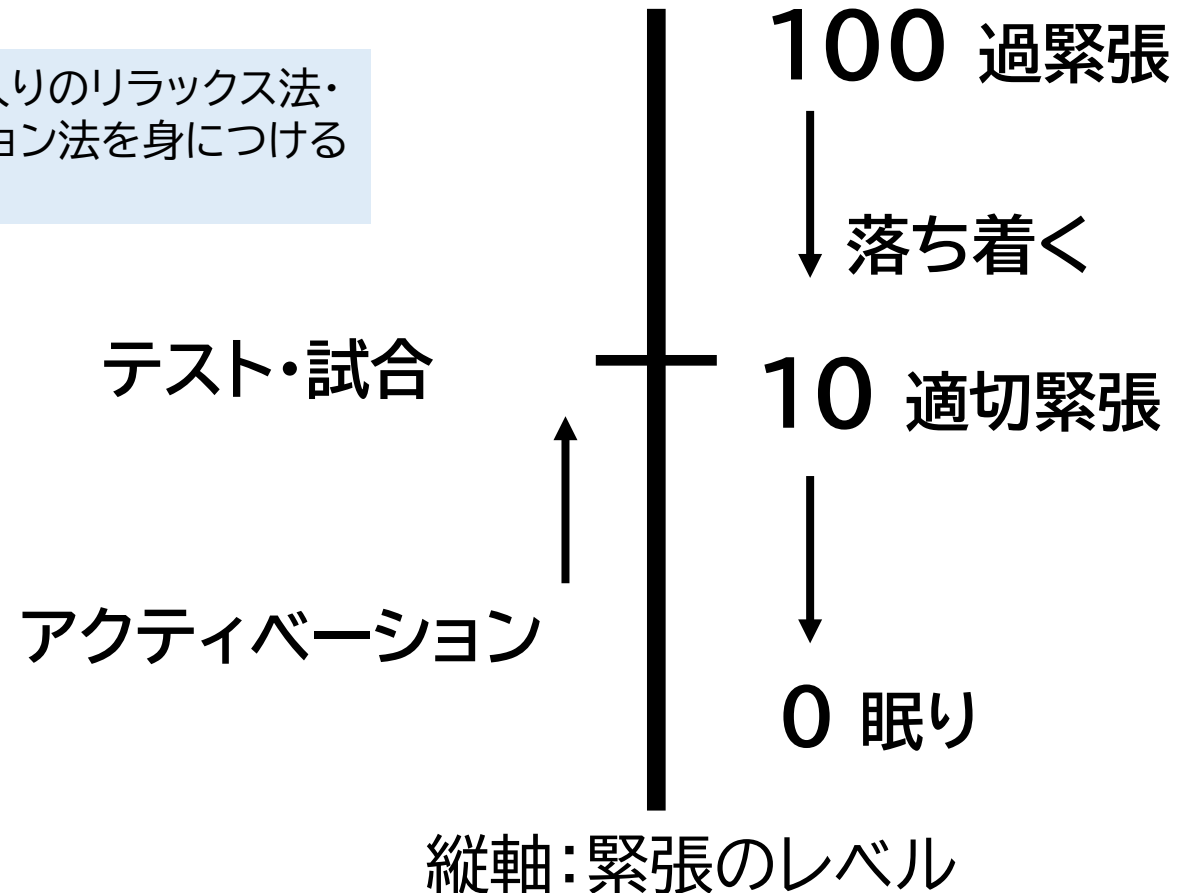 100 過緊張
りのリラックス法・
ョン法を身につける
落ち着く
テスト・試合
10 適切緊張
アクティベーション
0 眠り
縦軸：緊張のレベル